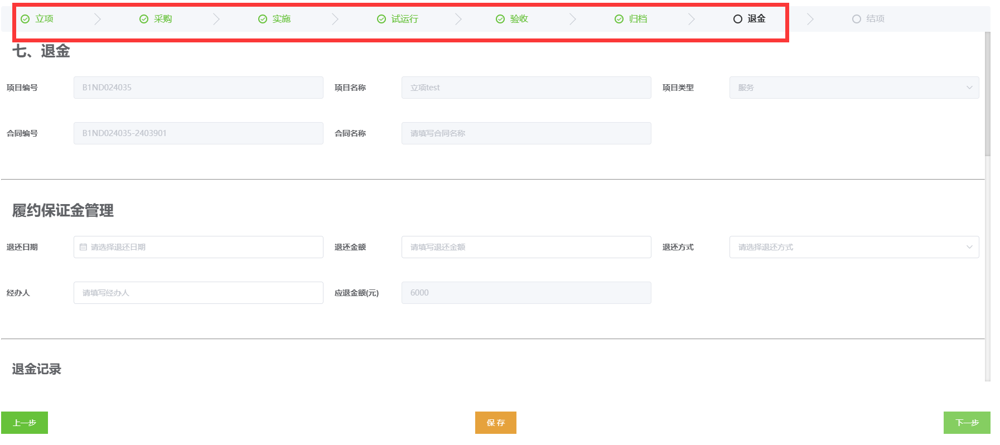 立项 采购 实施 试运行 验收 归档 退金 结项
七、退金
项目编号 B1ND024035 项目名称 立项test 项目类型 服务
合同编号 B1ND024035-2403901 合同名称 请填写合同名称
履约保证金管理
退还日期 请选择退还日期 退还金额 请填写退还金额 退还方式 请选择退还方式
经办人 请填写经办人 应退金额(元) 6000
退金记录
上一步 保 存 下一步